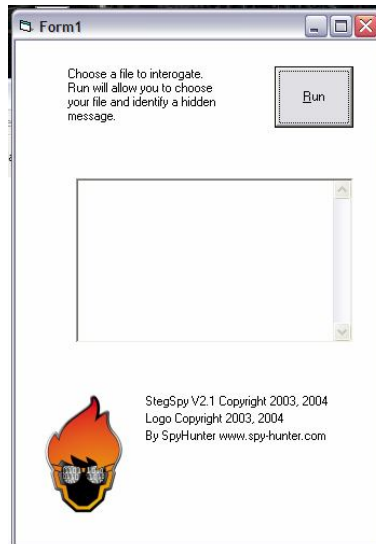 Form1
Choose a file to interogate.
Run will allow you to choose
your file and identify a hidden
message.
Run
StegSpy V2.1 Copyright 2003, 2004
Logo Copyright 2003, 2004
By SpyHunter www.spy-hunter.com